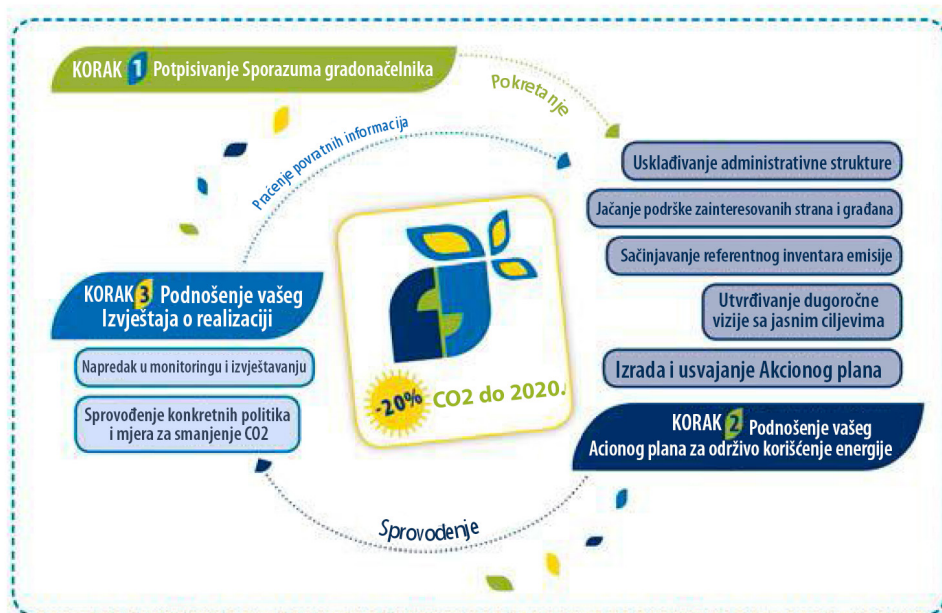 KORAK 1 Potpisivanje Sporazuma gradonačelnika
Pokretanje
Praćenje povratnih informacija
Usklađivanje administrativne strukture
Jačanje podrške zainteresovanih strana i građana
Sačinjavanje referentnog inventara emisije
Utvrđivanje dugoročne
vizije sa jasnim ciljevima
Izrada i usvajanje Akcionog plana
KORAK 2 Podnošenje vašeg
Acionog plana za održivo korišćenje energije
Sprovođenje
KORAK 3 Podnošenje vašeg
Izvještaja o realizaciji
Napredak u monitoringu i izvještavanju
Sprovođenje konkretnih politika
i mjera za smanjenje CO2
-20% CO2 do 2020.